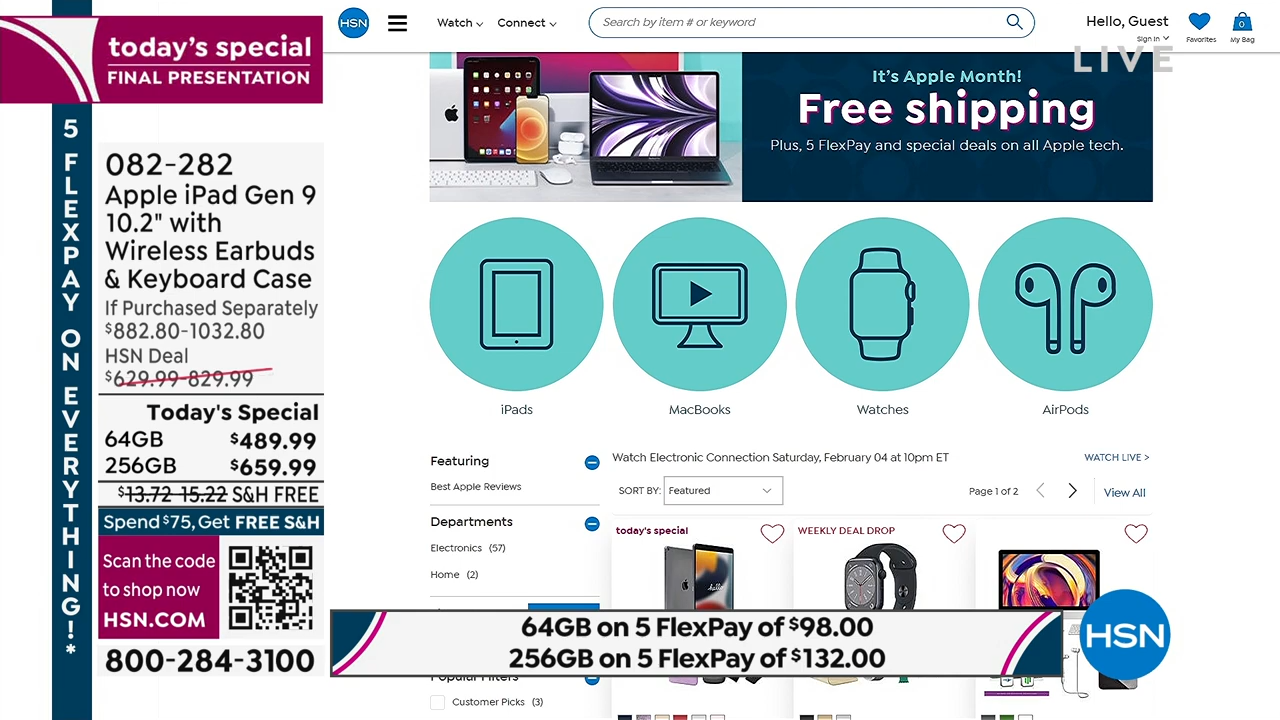 today's special
FINAL PRESENTATION
5 FLEXPAY ON EVERYTHING!*
082-282
Apple iPad Gen 9
10.2" with
Wireless Earbuds
& Keyboard Case
If Purchased Separately
$882.80-1032.80
HSN Deal
$629.99-829.99
Today's Special
64GB $489.99
256GB $659.99
$13.72-15.22 S&H FREE
Spend $75, Get FREE S&H
Scan the code
to shop now
HSN.COM
800-284-3100
HSN
Watch
Connect
Search by item # or keyword
Hello, Guest
Sign In
Favorites
0
My Bag
LIVE
It's Apple Month!
Free shipping
Plus, 5 FlexPay and special deals on all Apple tech.
iPads
MacBooks
Watches
AirPods
Featuring
Best Apple Reviews
Departments
Electronics (57)
Home (2)
Watch Electronic Connection Saturday, February 04 at 10pm ET
WATCH LIVE >
SORT BY: Featured
Page 1 of 2
View All
today's special
WEEKLY DEAL DROP
hello
64GB on 5 FlexPay of $98.00
256GB on 5 FlexPay of $132.00
HSN
Popular Filters
Customer Picks (3)